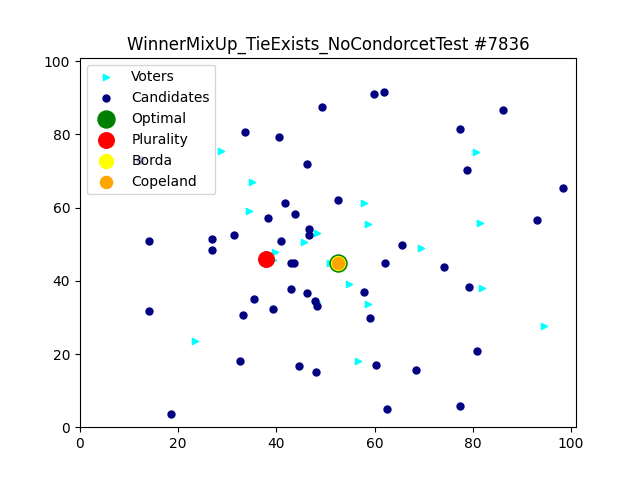 WinnerMixUp_TieExists_NoCondorcetTest #7836
Voters
Candidates
Optimal
Plurality
Borda
Copeland
100
80
60
40
20
0
0 20 40 60 80 100